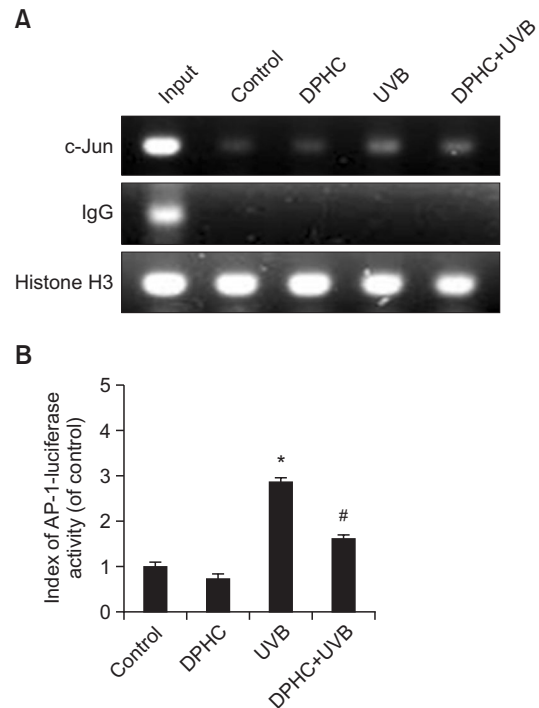 A
Input Control DPHC UVB DPHC+UVB
c-Jun
IgG
Histone H3
B
Index of AP-1-luciferase
activity (of control)
5
4
3
2
1
0
*
#
Control DPHC UVB DPHC+UVB